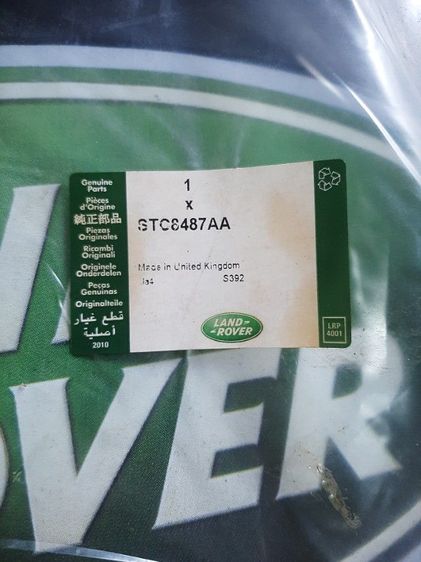 Genuine
Parts
Pièces
d'Origine
純正部品
Piezas
Originales
Ricambi
Originali
Originele
Onderdelen
Peças
Genuínas
Originalteile
قطع غيار
أصلية
2010
1
x
STC8487AA
Made in United Kingdom
S392
LAND
ROVER
LRP
4001
OVER